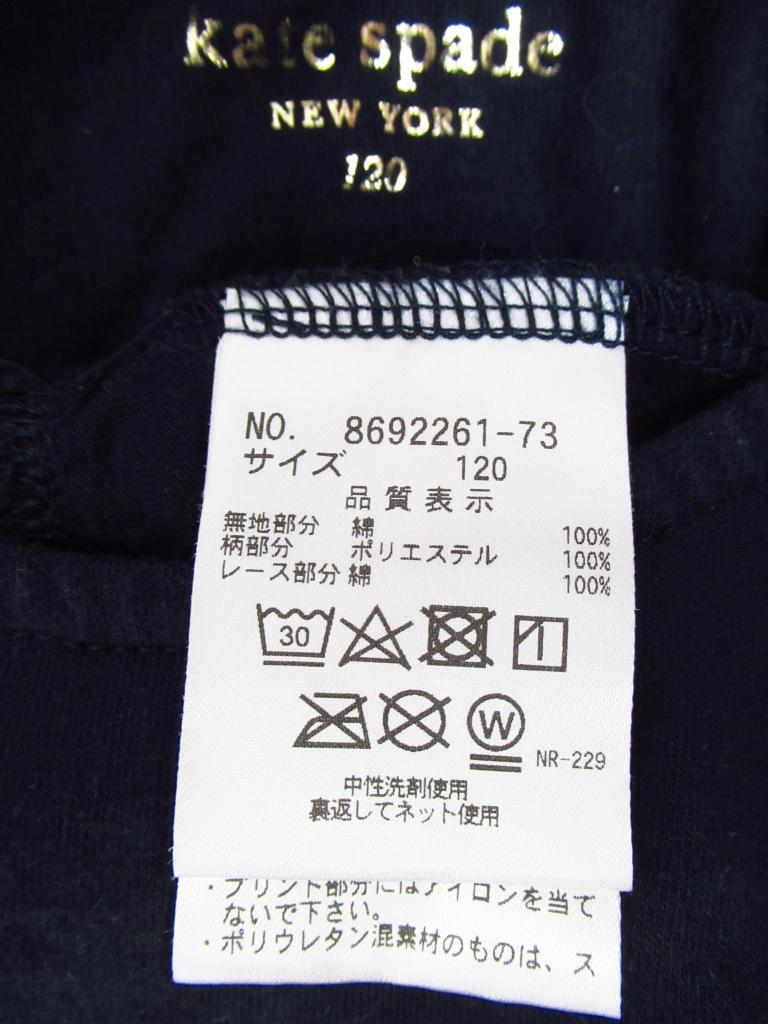 kate spade
NEW YORK
120
NO. 8692261-73
サイズ 120
品質表示
無地部分 綿 100%
柄部分 ポリエステル 100%
レース部分 綿 100%
30
W
NR-229
中性洗剤使用
裏返してネット使用
・プリント部分にはアイロンを当て
ないで下さい。
・ポリウレタン混素材のものは、ス